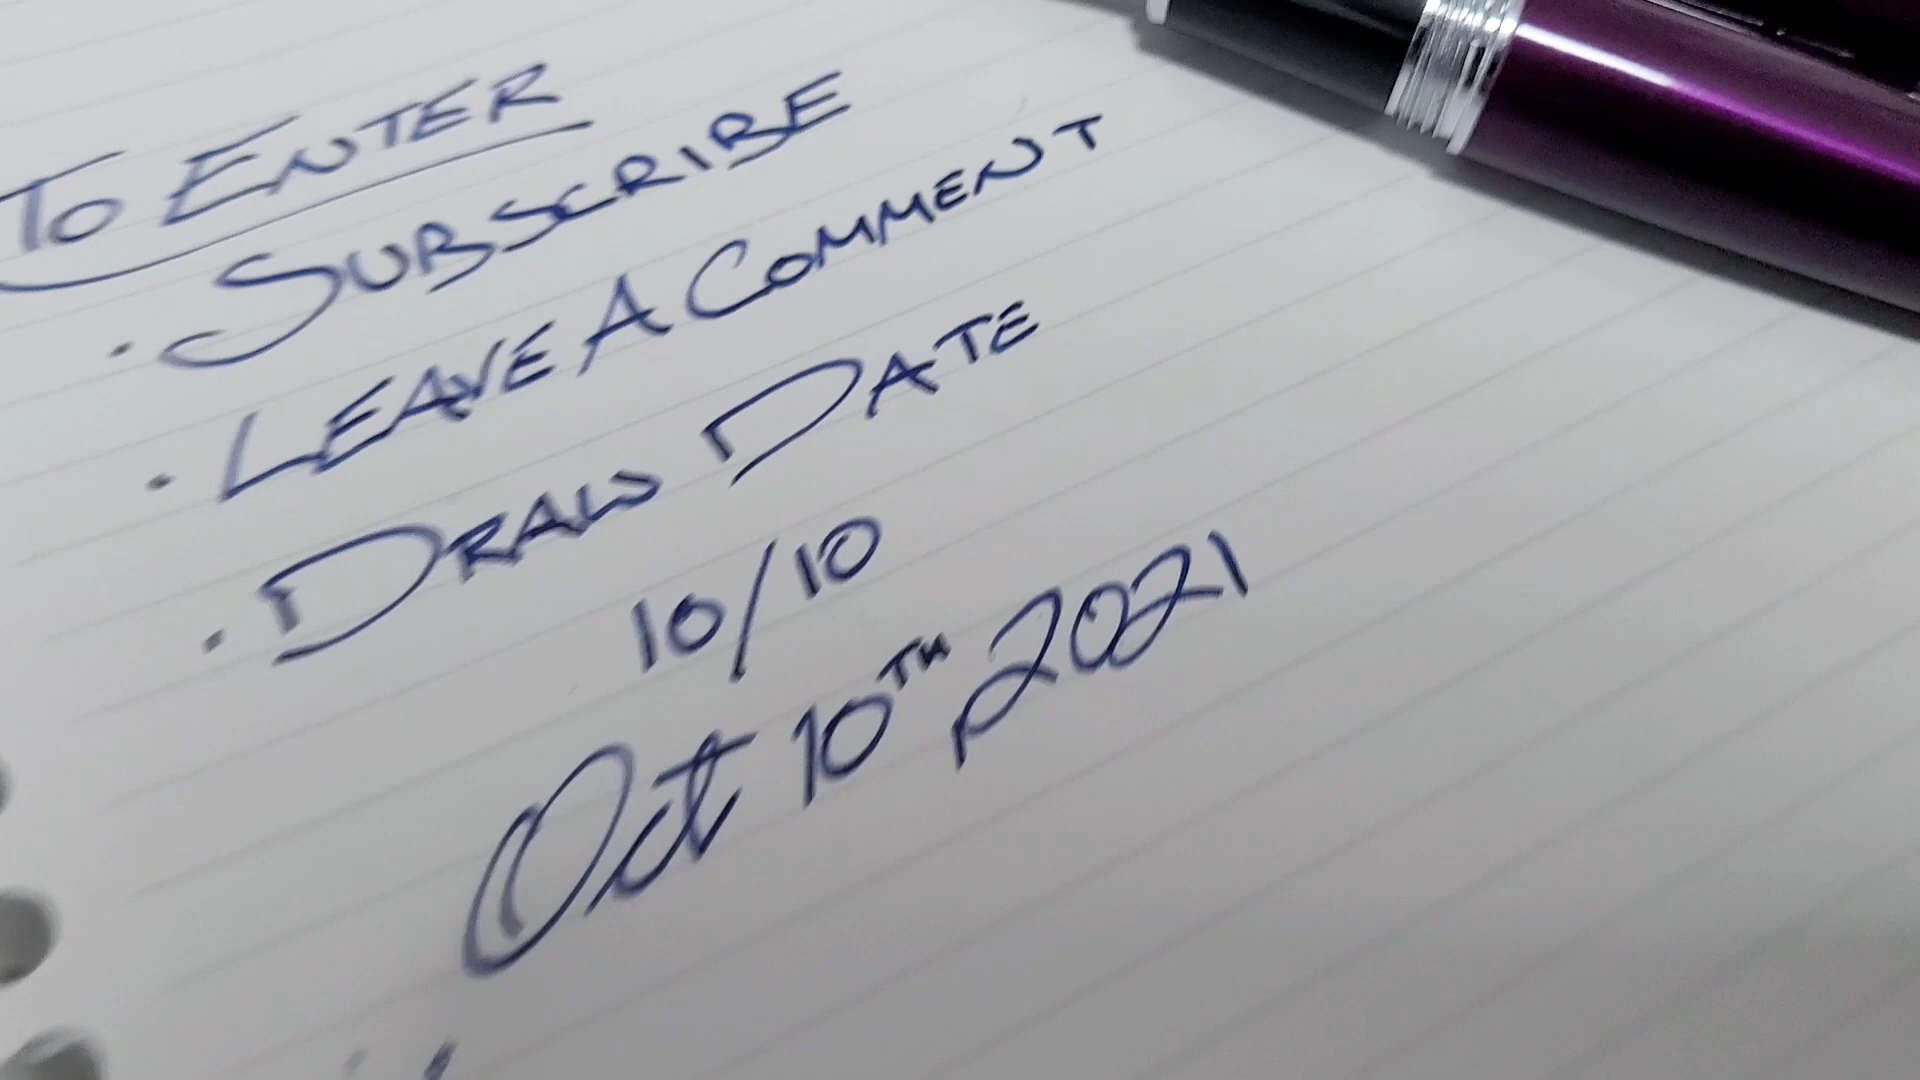 To ENTER
· SUBSCRIBE
· LEAVE A COMMENT
· DRAW DATE
10/10
Oct 10TH 2021